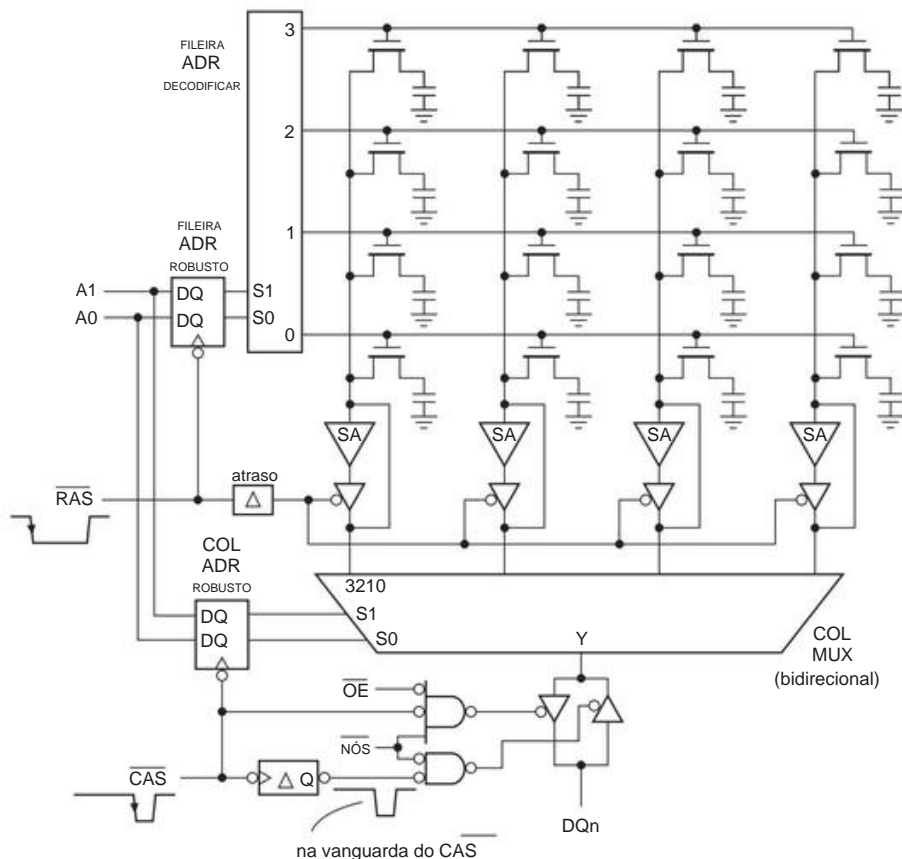 FILEIRA
ADR
DECODIFICAR
3
2
1
0
FILEIRA
ADR
ROBUSTO
A1
A0
DQ
DQ
S1
S0
SA
SA
SA
SA
atraso
RAS
Δ
COL
ADR
ROBUSTO
DQ
DQ
3210
S1
S0
Y
COL
MUX
(bidirecional)
OE
NÓS
CAS
Δ Q
DQn
na vanguarda do CAS